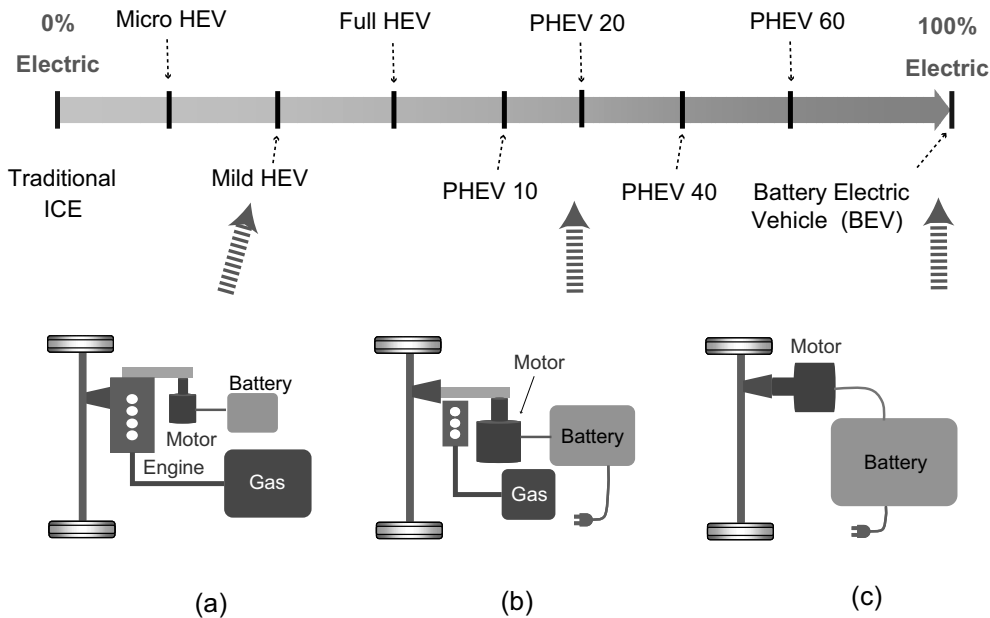 0%
Electric
Micro HEV
Full HEV
PHEV 20
PHEV 60
100%
Electric
Traditional
ICE
Mild HEV
PHEV 10
PHEV 40
Battery Electric
Vehicle (BEV)
Battery
Motor
Engine
Gas
(a)
Motor
Battery
Gas
(b)
Motor
Battery
(c)